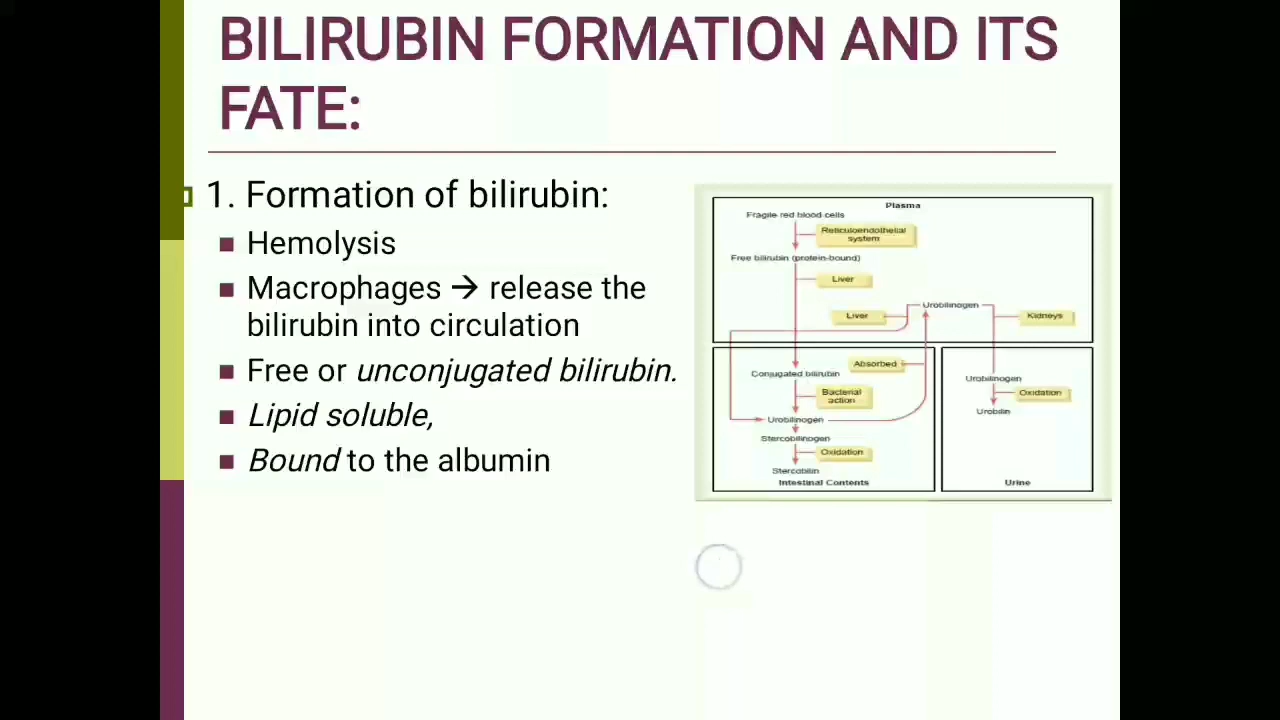 BILIRUBIN FORMATION AND ITS
FATE:
1. Formation of bilirubin:
Hemolysis
Macrophages → release the
bilirubin into circulation
Free or unconjugated bilirubin.
Lipid soluble,
Bound to the albumin
Plasma
Fragile red blood cells
Reticuloendothelial
system
Free bilirubin (protein-bound)
Liver
Urobilinogen
Liver
Kidneys
Absorbed
Conjugated bilirubin
Bacterial
action
Urobilinogen
Stercobilinogen
Oxidation
Stercobilin
Intestinal Contents
Urobilinogen
Oxidation
Urobilin
Urine